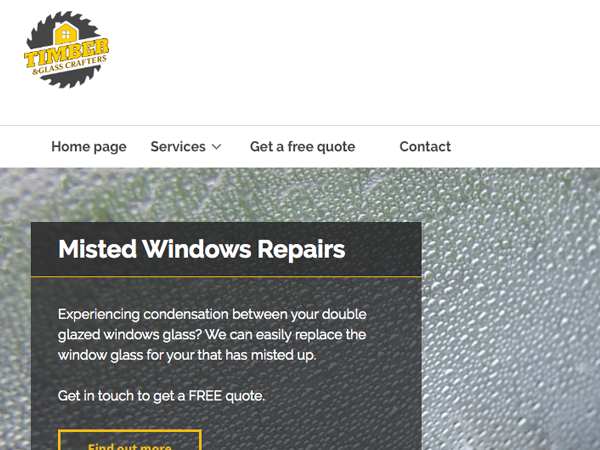 TIMBER
&GLASS CRAFTERS
Home page Services Get a free quote Contact
Misted Windows Repairs
Experiencing condensation between your double
glazed windows glass? We can easily replace the
window glass for your that has misted up.
Get in touch to get a FREE quote.
Find out more